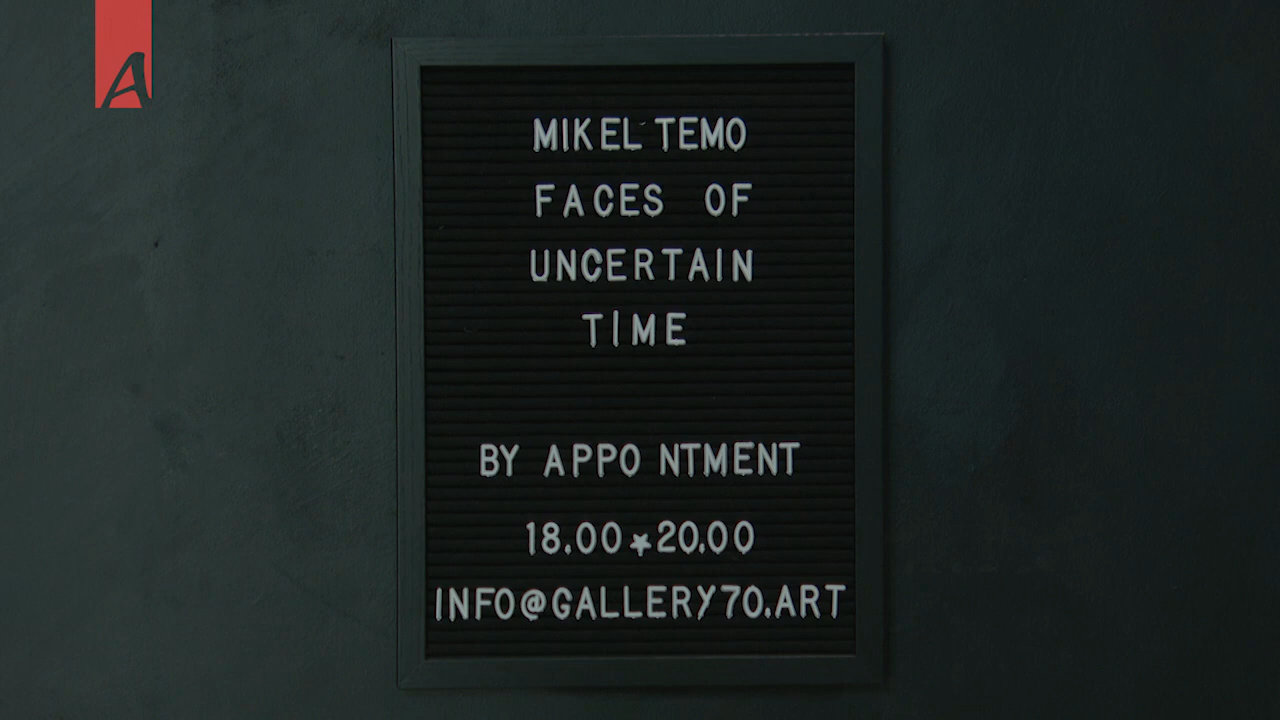 A
MIKEL TEMO
FACES OF
UNCERTAIN
TIME
BY APPO NTMENT
18.00*20.00
INFO@GALLERY70.ART